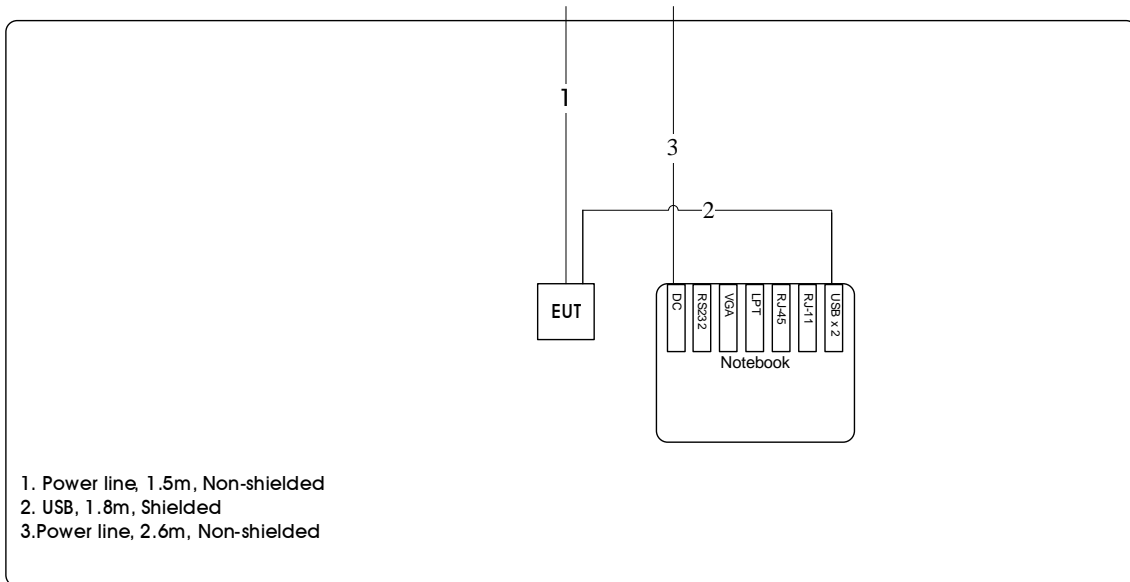 1
3
2
EUT
DC
RS232
VGA
LPT
RJ-45
RJ-11
USB x 2
Notebook
1. Power line, 1.5m, Non-shielded
2. USB, 1.8m, Shielded
3.Power line, 2.6m, Non-shielded